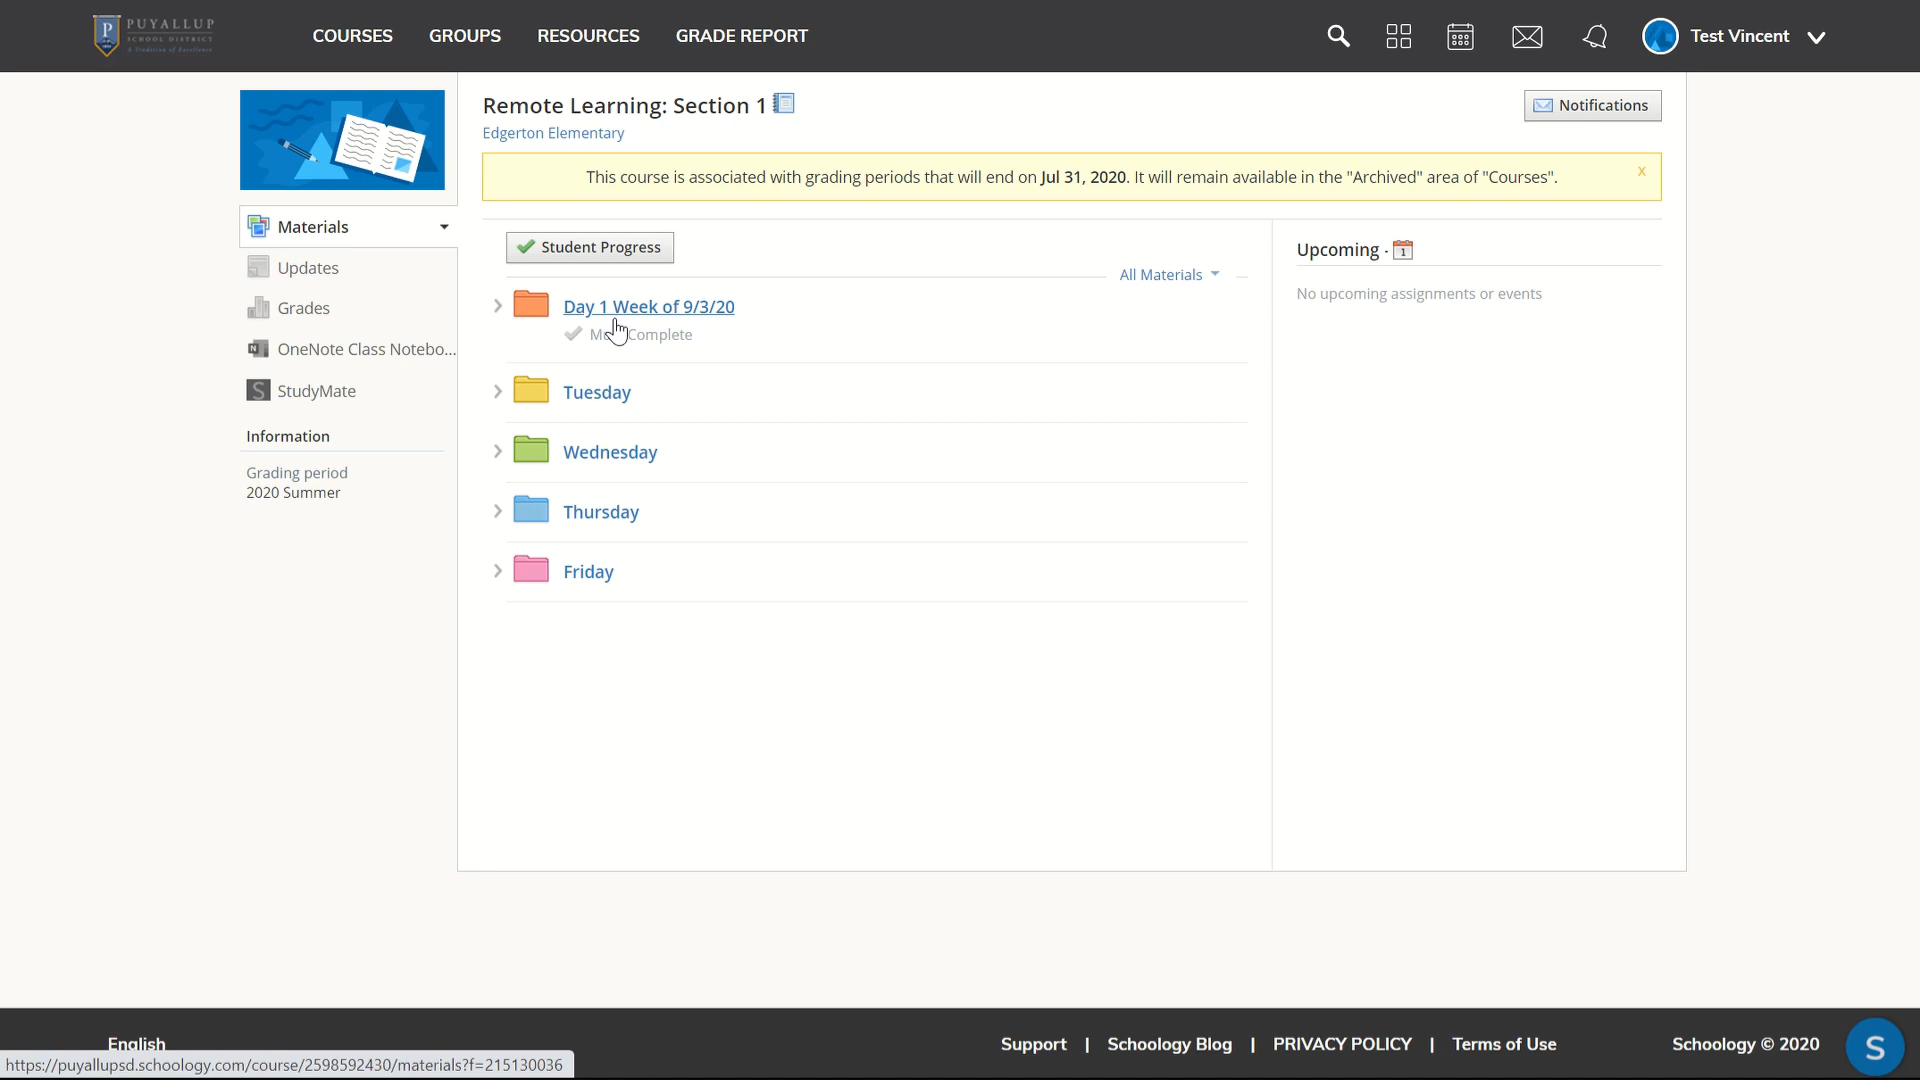 PUYALLUP
SCHOOL DISTRICT
A Tradition of Excellence
COURSES
GROUPS
RESOURCES
GRADE REPORT
Test Vincent
Remote Learning: Section 1
Edgerton Elementary
Notifications
This course is associated with grading periods that will end on Jul 31, 2020. It will remain available in the "Archived" area of "Courses".
x
Materials
Updates
Grades
OneNote Class Notebo...
StudyMate
Information
Grading period
2020 Summer
Student Progress
All Materials
Day 1 Week of 9/3/20
Complete
Tuesday
Wednesday
Thursday
Friday
Upcoming ·
1
No upcoming assignments or events
English
https://puyallupsd.schoology.com/course/2598592430/materials?f=215130036
Support | Schoology Blog | PRIVACY POLICY | Terms of Use
Schoology © 2020
S